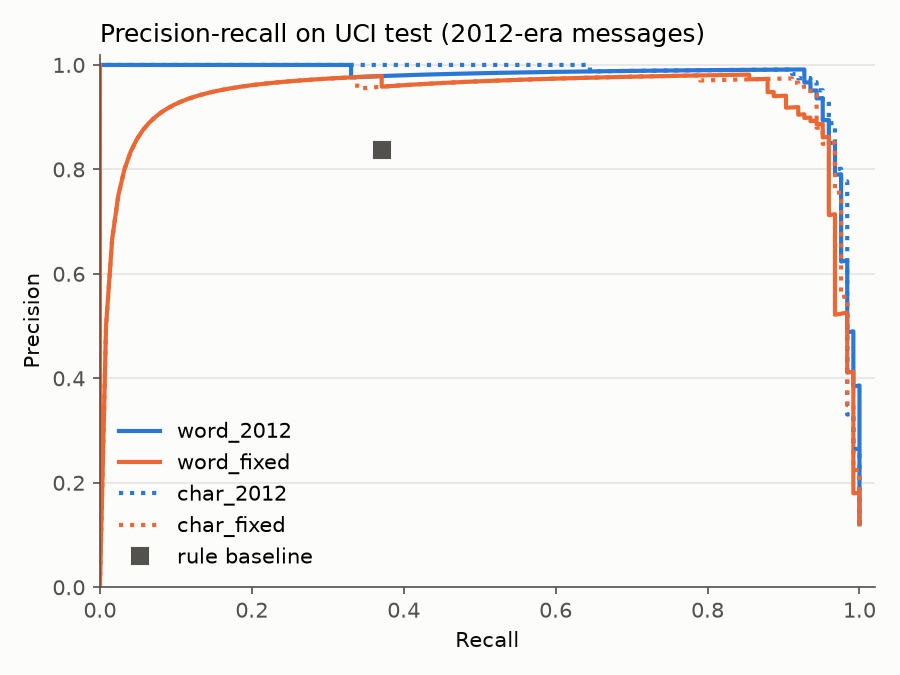 Precision-recall on UCI test (2012-era messages)
1.0
0.8
0.6
0.4
0.2
0.0
Precision
word_2012
word_fixed
char_2012
char_fixed
rule baseline
0.0 0.2 0.4 0.6 0.8 1.0
Recall